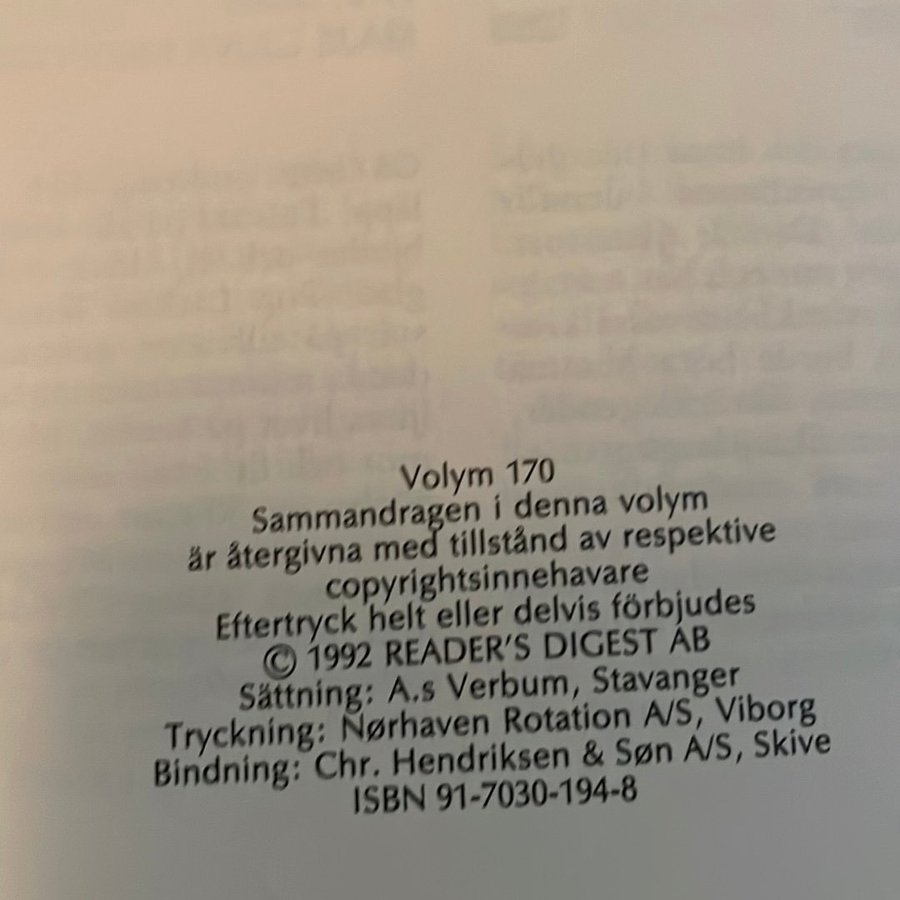 Volym 170
Sammandragen i denna volym
är återgivna med tillstånd av respektive
copyrightsinnehavare
Eftertryck helt eller delvis förbjudes
© 1992 READER'S DIGEST AB
Sättning: A.s Verbum, Stavanger
Tryckning: Nørhaven Rotation A/S, Viborg
Bindning: Chr. Hendriksen & Søn A/S, Skive
ISBN 91-7030-194-8